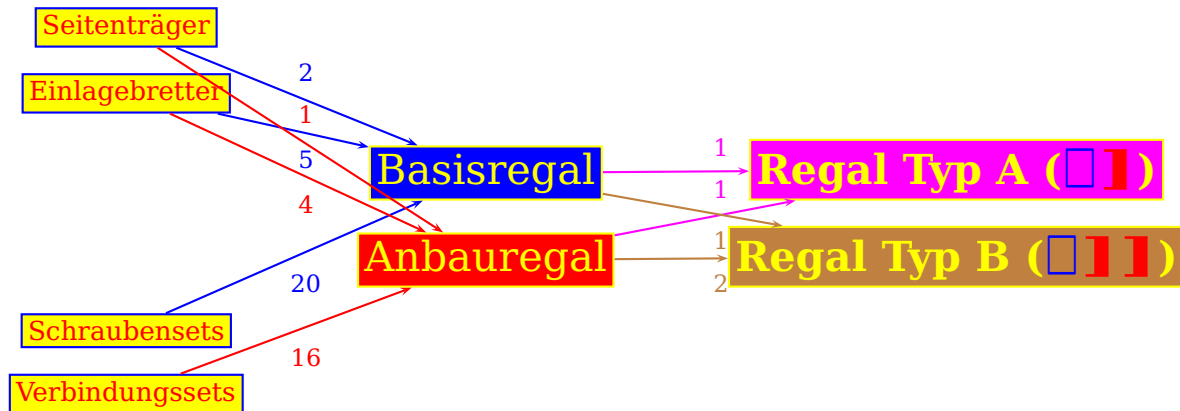 Seitenträger
Einlagebretter
2
1
5
4
20
16
Schraubensets
Verbindungssets
Basisregal
Anbauregal
1
1
1
2
Regal Typ A (□])
Regal Typ B (□]])